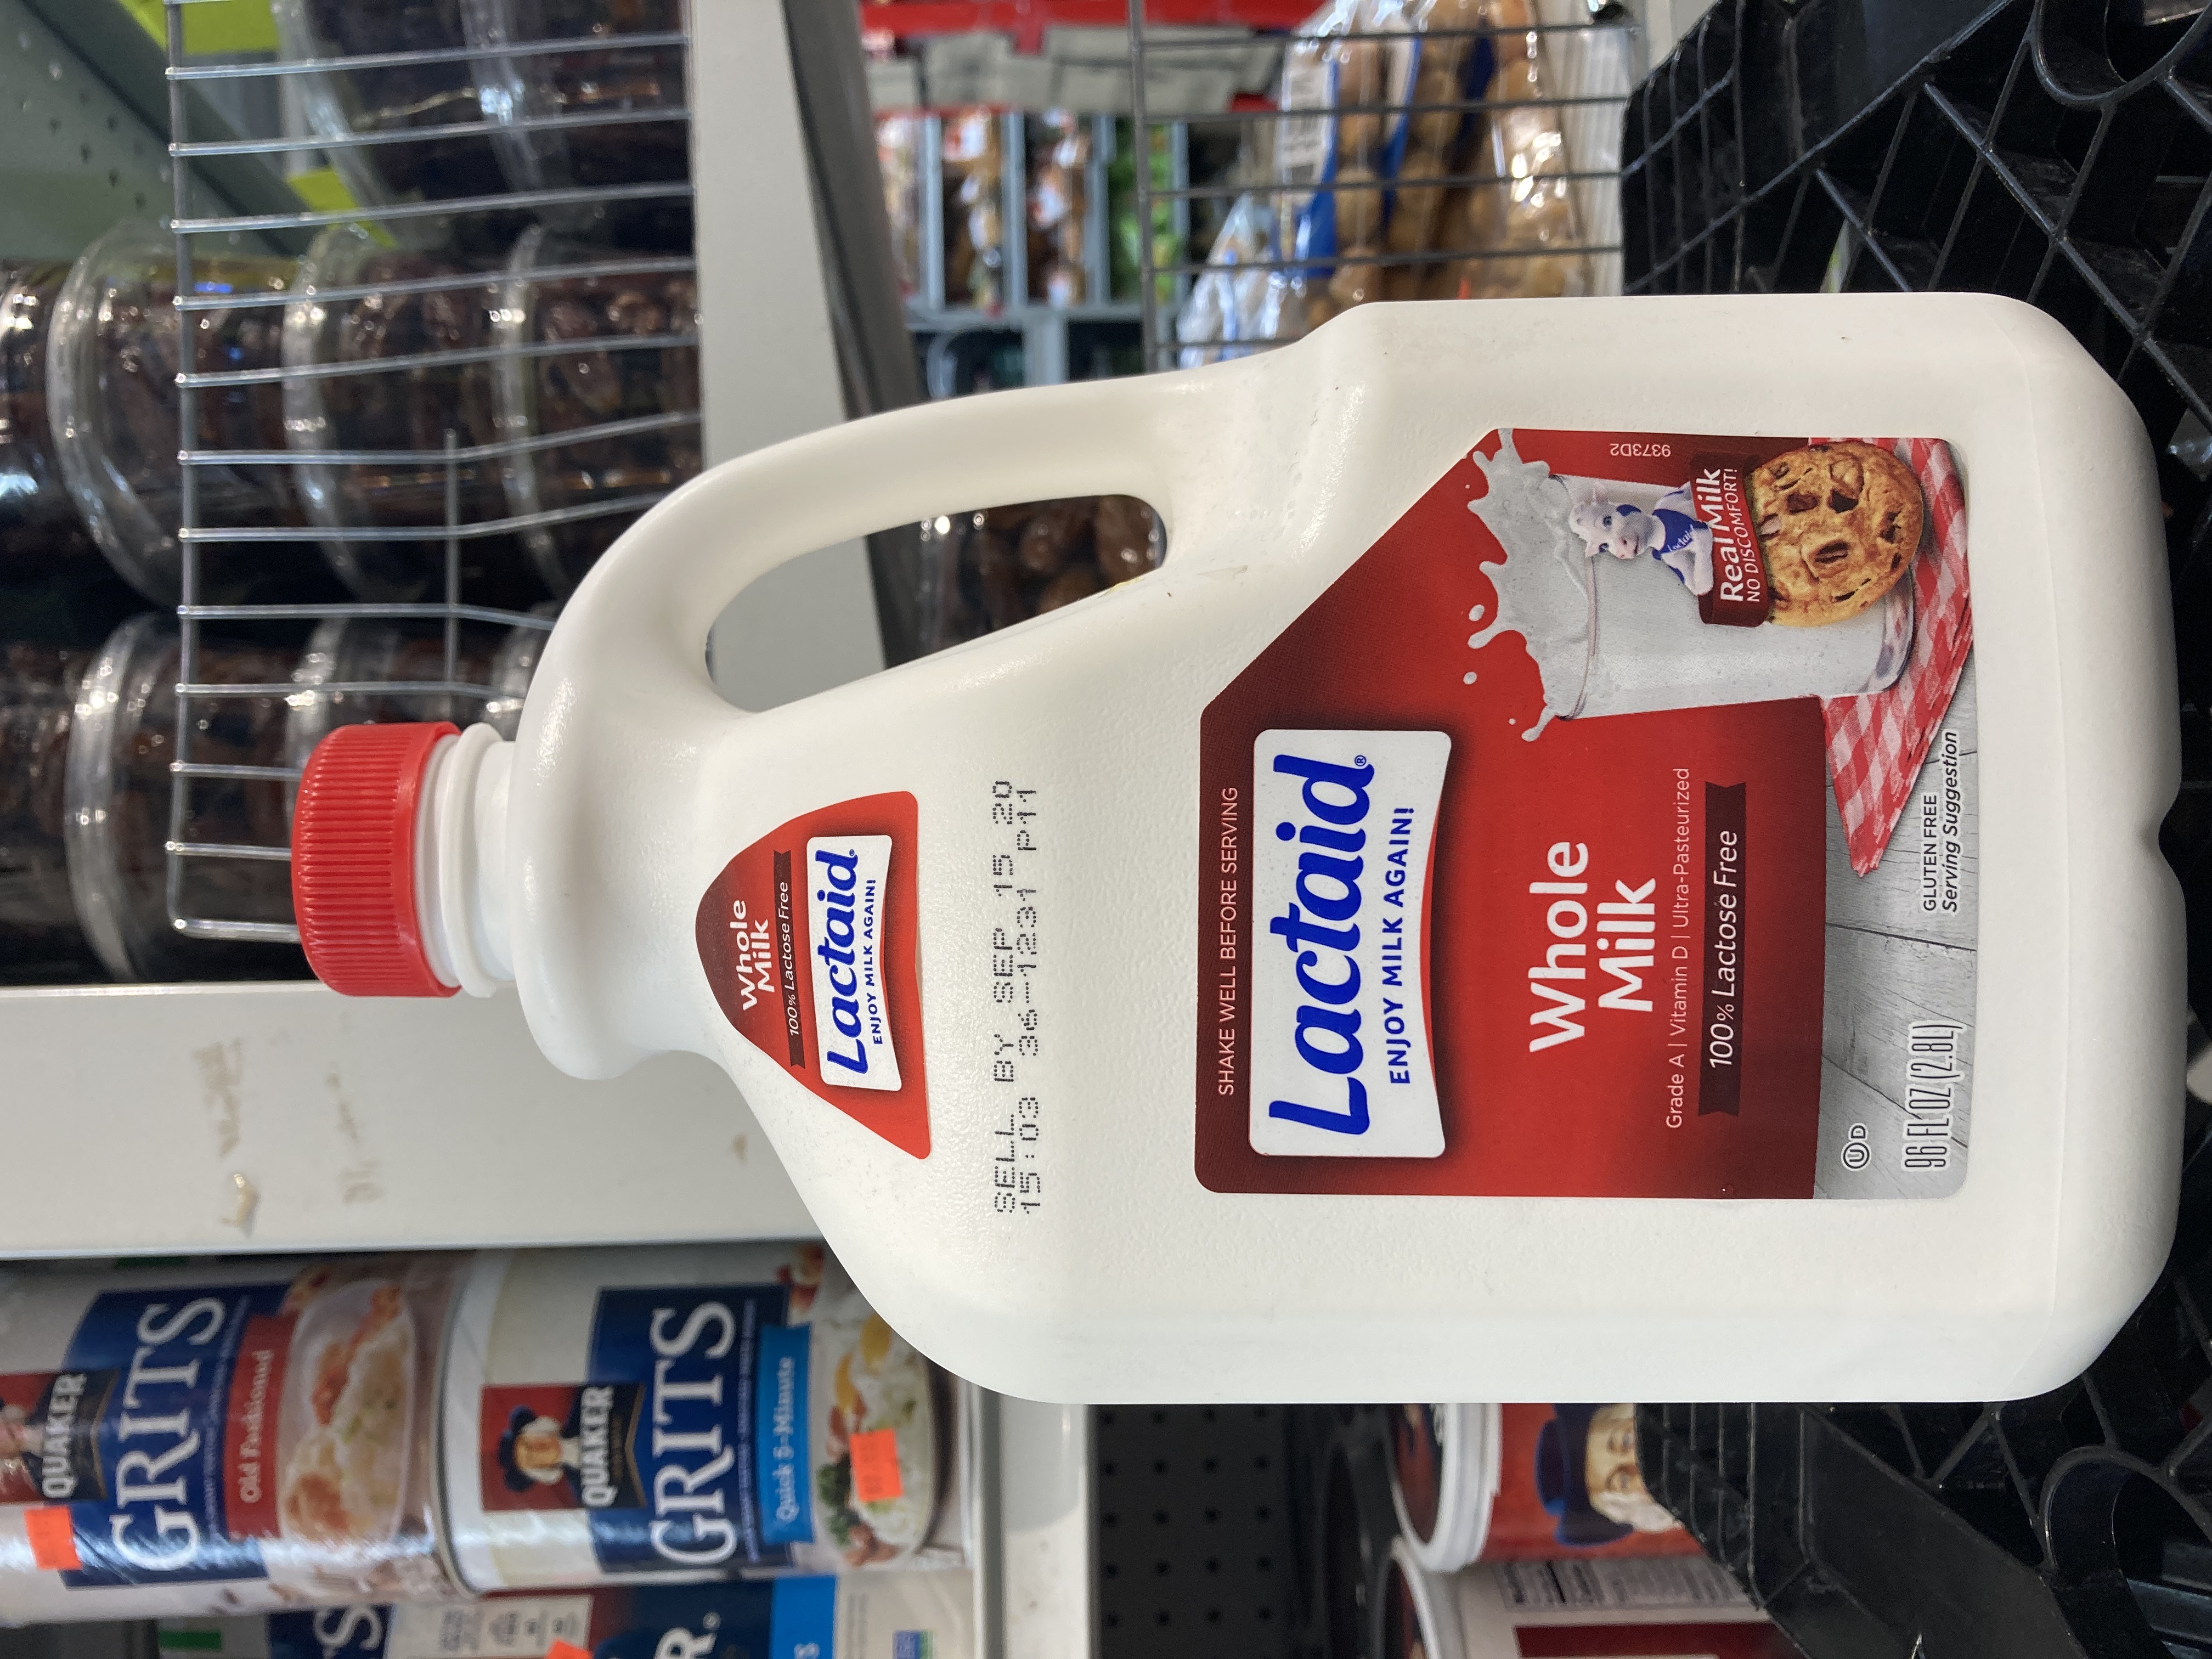 QUAKER
GRITS
Old Fashioned
QUAKER
GRITS
Quick 5-Minute
Whole
Milk
100% Lactose Free
Lactaid®
ENJOY MILK AGAIN!
SELL BY SEP 15 20
15:03 36-1231 P11
SHAKE WELL BEFORE SERVING
Lactaid®
ENJOY MILK AGAIN!
Whole
Milk
Grade A | Vitamin D | Ultra-Pasteurized
100% Lactose Free
9373D2
Lactaid
Real Milk
NO DISCOMFORT!
UD
96 FL OZ (2.8L)
GLUTEN FREE
Serving Suggestion